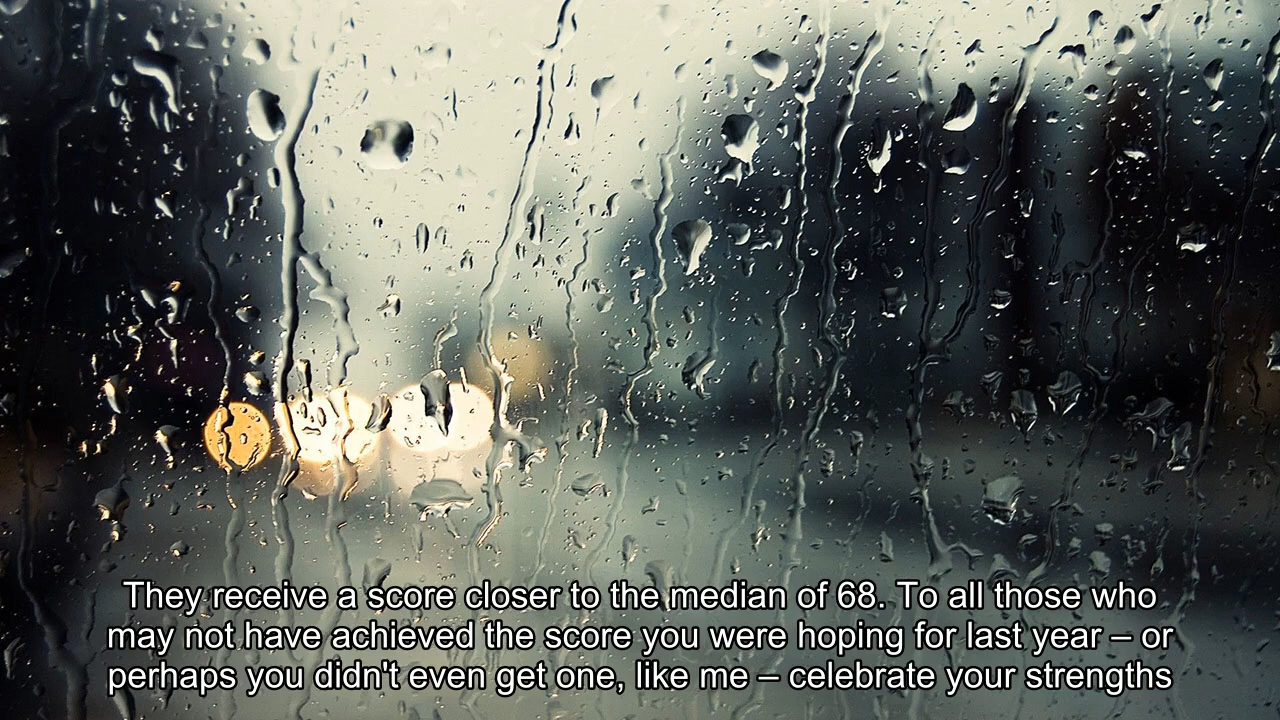 They receive a score closer to the median of 68. To all those who
may not have achieved the score you were hoping for last year – or
perhaps you didn't even get one, like me – celebrate your strengths